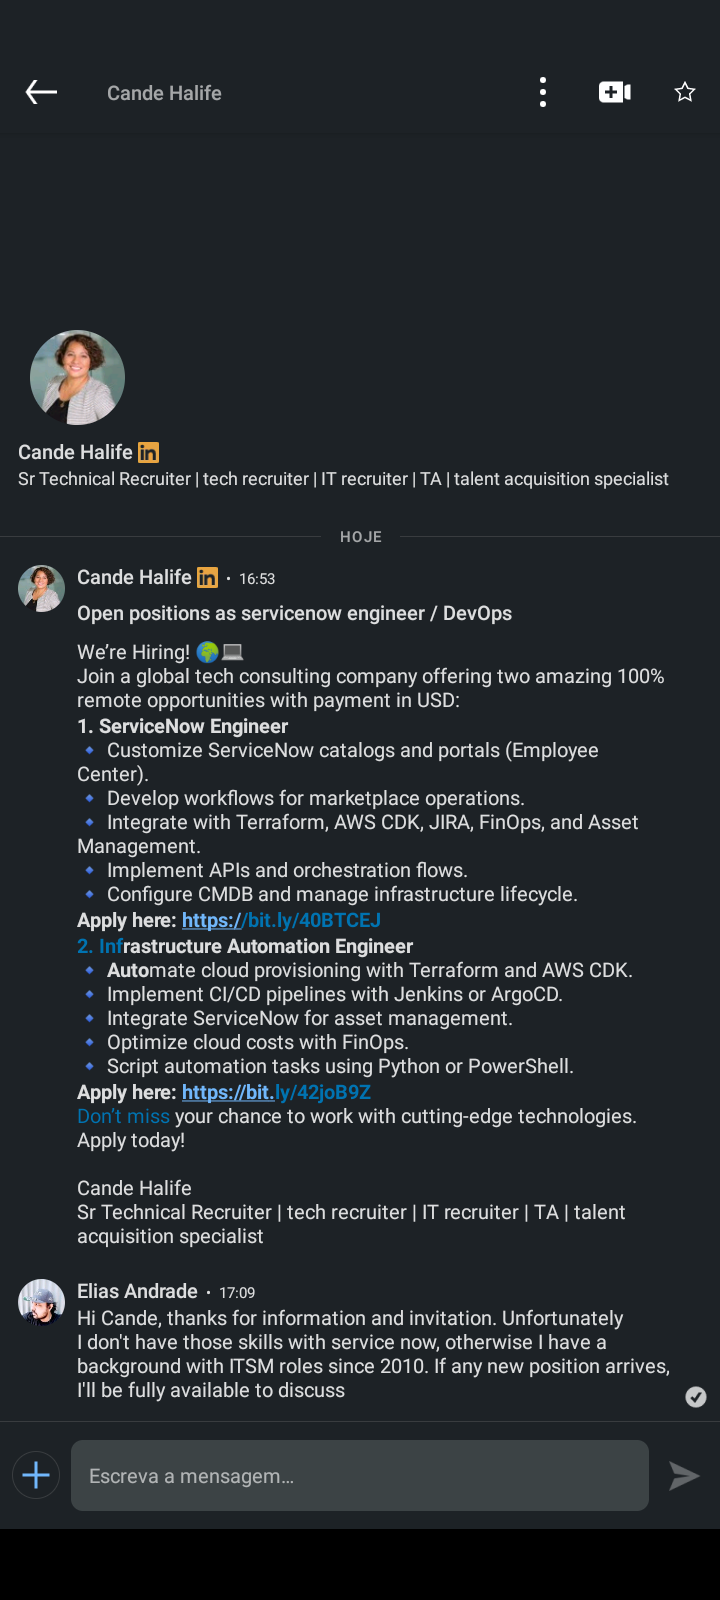 Cande Halife
Cande Halife in
Sr Technical Recruiter | tech recruiter | IT recruiter | TA | talent acquisition specialist
HOJE
Cande Halife in • 16:53
Open positions as servicenow engineer / DevOps
We're Hiring! 🌍💻
Join a global tech consulting company offering two amazing 100%
remote opportunities with payment in USD:
1. ServiceNow Engineer
🔹 Customize ServiceNow catalogs and portals (Employee
Center).
🔹 Develop workflows for marketplace operations.
🔹 Integrate with Terraform, AWS CDK, JIRA, FinOps, and Asset
Management.
🔹 Implement APIs and orchestration flows.
🔹 Configure CMDB and manage infrastructure lifecycle.
Apply here: https://bit.ly/40BTCEJ
2. Infrastructure Automation Engineer
🔹 Automate cloud provisioning with Terraform and AWS CDK.
🔹 Implement CI/CD pipelines with Jenkins or ArgoCD.
🔹 Integrate ServiceNow for asset management.
🔹 Optimize cloud costs with FinOps.
🔹 Script automation tasks using Python or PowerShell.
Apply here: https://bit.ly/42joB9Z
Don't miss your chance to work with cutting-edge technologies.
Apply today!
Cande Halife
Sr Technical Recruiter | tech recruiter | IT recruiter | TA | talent
acquisition specialist
Elias Andrade • 17:09
Hi Cande, thanks for information and invitation. Unfortunately
I don't have those skills with service now, otherwise I have a
background with ITSM roles since 2010. If any new position arrives,
I'll be fully available to discuss
Escreva a mensagem…